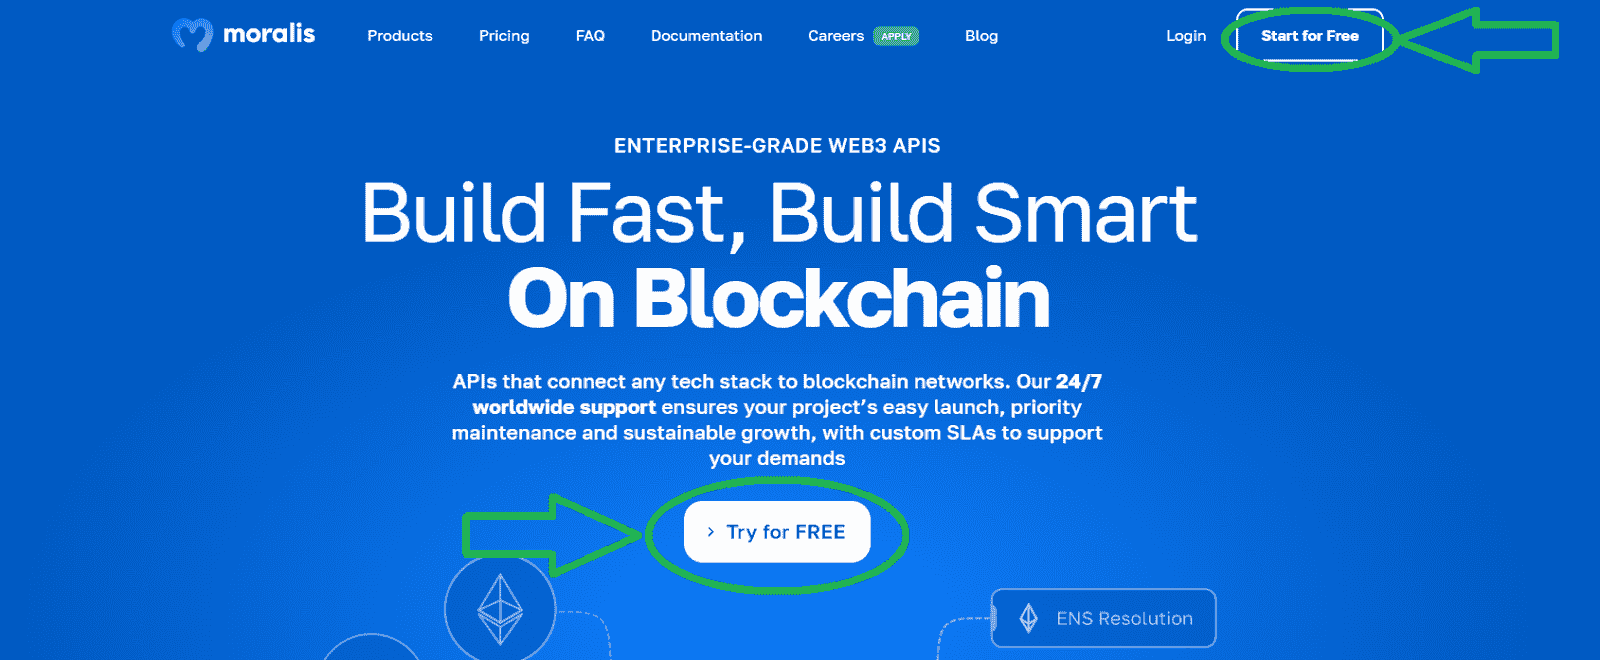 moralis
Products
Pricing
FAQ
Documentation
Careers
APPLY
Blog
Login
Start for Free
ENTERPRISE-GRADE WEB3 APIS
Build Fast, Build Smart
On Blockchain
APIs that connect any tech stack to blockchain networks. Our 24/7
worldwide support ensures your project’s easy launch, priority
maintenance and sustainable growth, with custom SLAs to support
your demands
Try for FREE
ENS Resolution